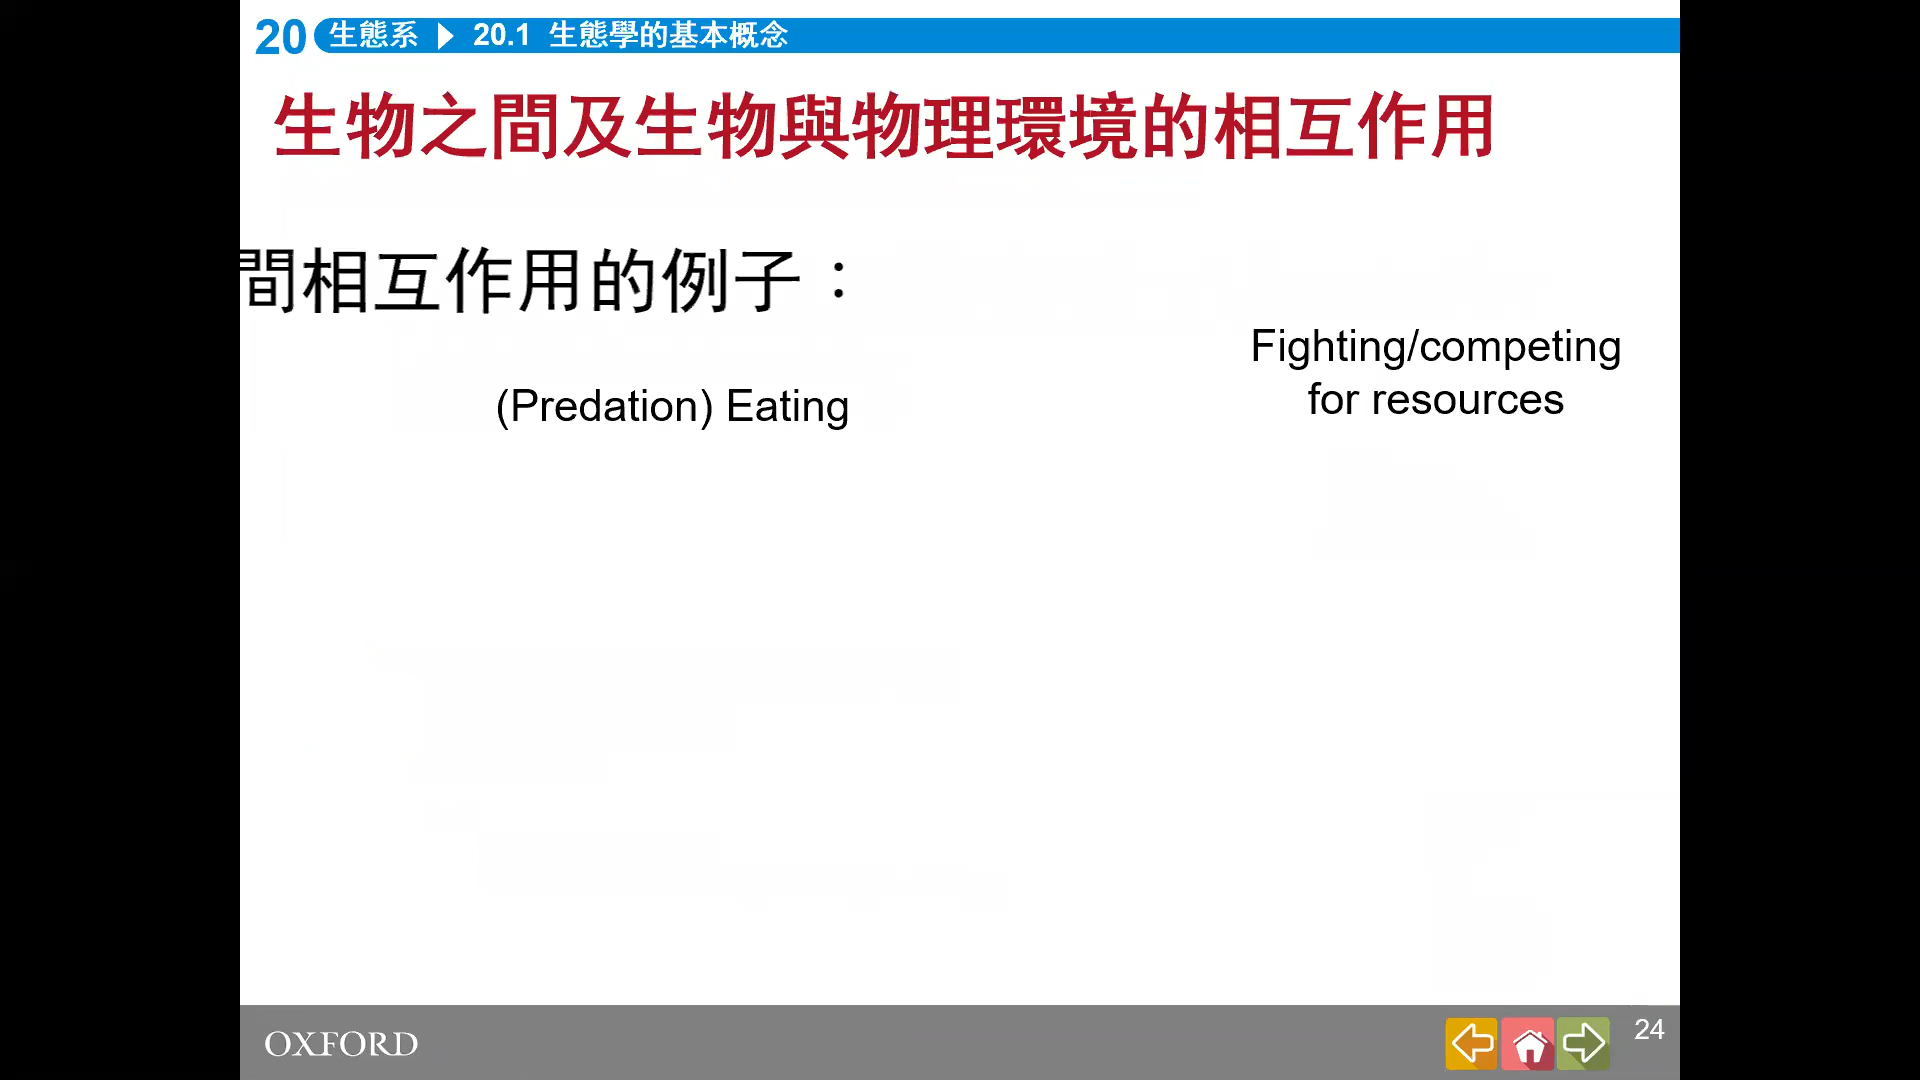 20 生態系 ▶ 20.1 生態學的基本概念
生物之間及生物與物理環境的相互作用
間相互作用的例子：
Fighting/competing
for resources
(Predation) Eating
OXFORD
24